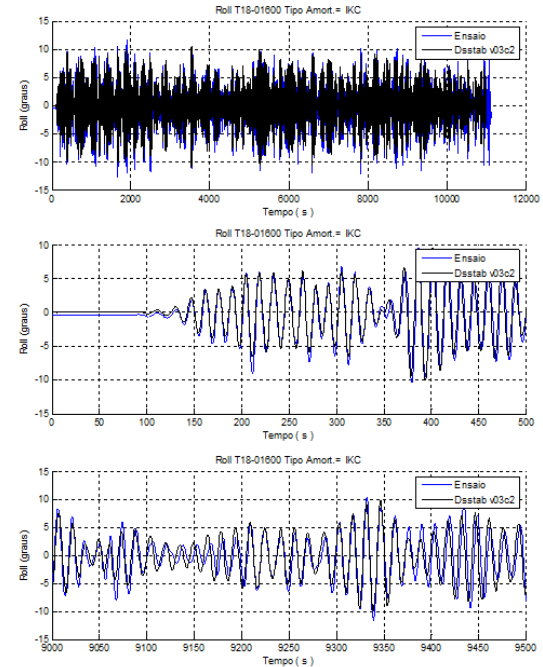 Roll T18-01600 Tipo Amort.= IKC
15
10
5
0
-5
-10
-15
Roll (graus)
0 2000 4000 6000 8000 10000 12000
Tempo ( s )
Ensaio
Dsstab v03c2
Roll T18-01600 Tipo Amort.= IKC
10
5
0
-5
-10
-15
Roll (graus)
0 50 100 150 200 250 300 350 400 450 500
Tempo ( s )
Ensaio
Dsstab v03c2
Roll T18-01600 Tipo Amort.= IKC
15
10
5
0
-5
-10
-15
Roll (graus)
9000 9050 9100 9150 9200 9250 9300 9350 9400 9450 9500
Tempo ( s )
Ensaio
Dsstab v03c2